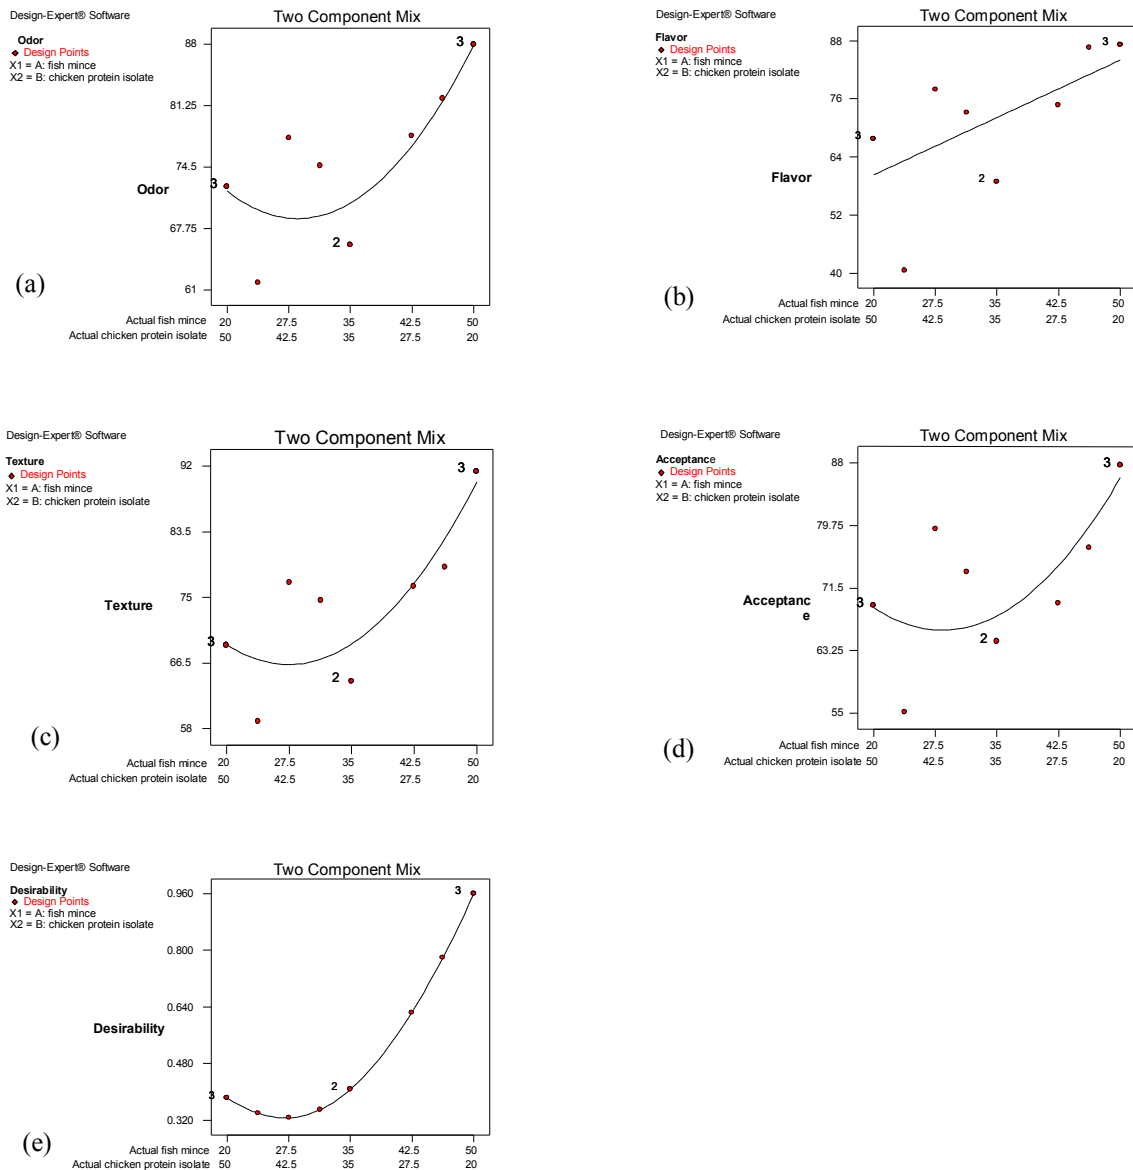 Design-Expert® Software
Two Component Mix
Odor
Design Points
X1 = A: fish mince
X2 = B: chicken protein isolate
88
81.25
74.5
67.75
61
Odor
3
3
2
(a)
Actual fish mince 20 27.5 35 42.5 50
Actual chicken protein isolate 50 42.5 35 27.5 20
Design-Expert® Software
Two Component Mix
Flavor
Design Points
X1 = A: fish mince
X2 = B: chicken protein isolate
88
76
64
52
40
Flavor
3
3
2
(b)
Actual fish mince 20 27.5 35 42.5 50
Actual chicken protein isolate 50 42.5 35 27.5 20
Design-Expert® Software
Two Component Mix
Texture
Design Points
X1 = A: fish mince
X2 = B: chicken protein isolate
92
83.5
75
66.5
58
Texture
3
3
2
(c)
Actual fish mince 20 27.5 35 42.5 50
Actual chicken protein isolate 50 42.5 35 27.5 20
Design-Expert® Software
Two Component Mix
Acceptance
Design Points
X1 = A: fish mince
X2 = B: chicken protein isolate
88
79.75
71.5
63.25
55
Acceptanc
e
3
3
2
(d)
Actual fish mince 20 27.5 35 42.5 50
Actual chicken protein isolate 50 42.5 35 27.5 20
Design-Expert® Software
Two Component Mix
Desirability
Design Points
X1 = A: fish mince
X2 = B: chicken protein isolate
0.960
0.800
0.640
0.480
0.320
Desirability
3
2
3
(e)
Actual fish mince 20 27.5 35 42.5 50
Actual chicken protein isolate 50 42.5 35 27.5 20